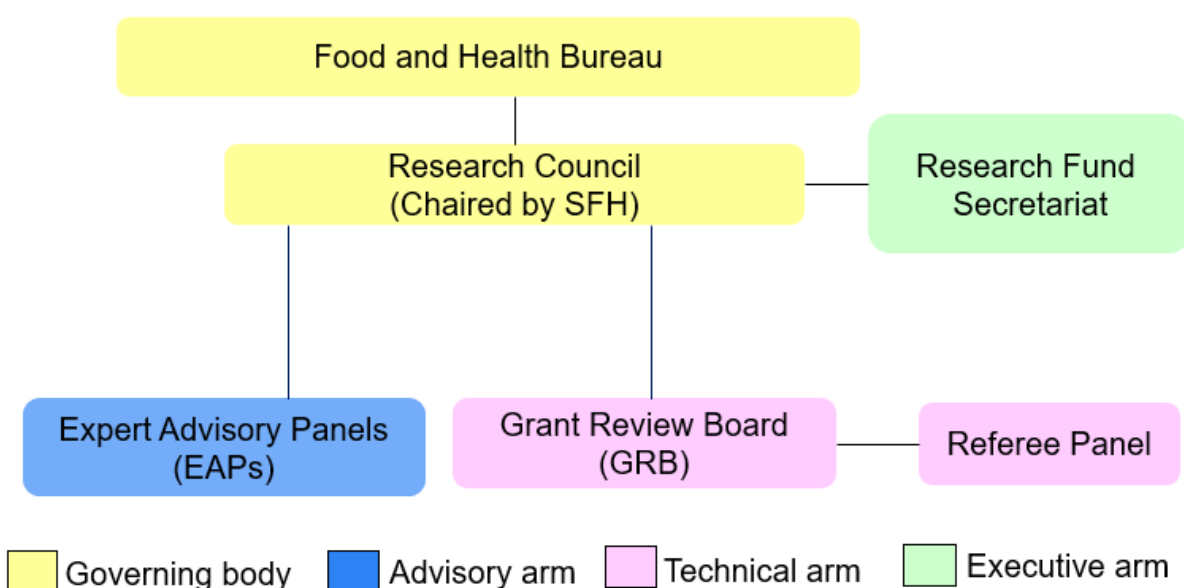 Food and Health Bureau
Research Council
(Chaired by SFH)
Research Fund
Secretariat
Expert Advisory Panels
(EAPs)
Grant Review Board
(GRB)
Referee Panel
Governing body
Advisory arm
Technical arm
Executive arm